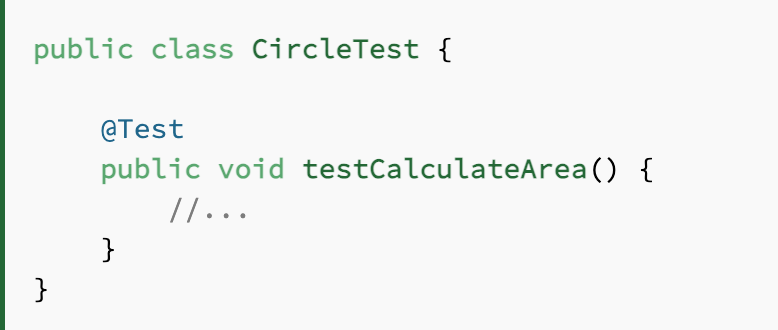 public class CircleTest {
    @Test
    public void testCalculateArea() {
        //...
    }
}